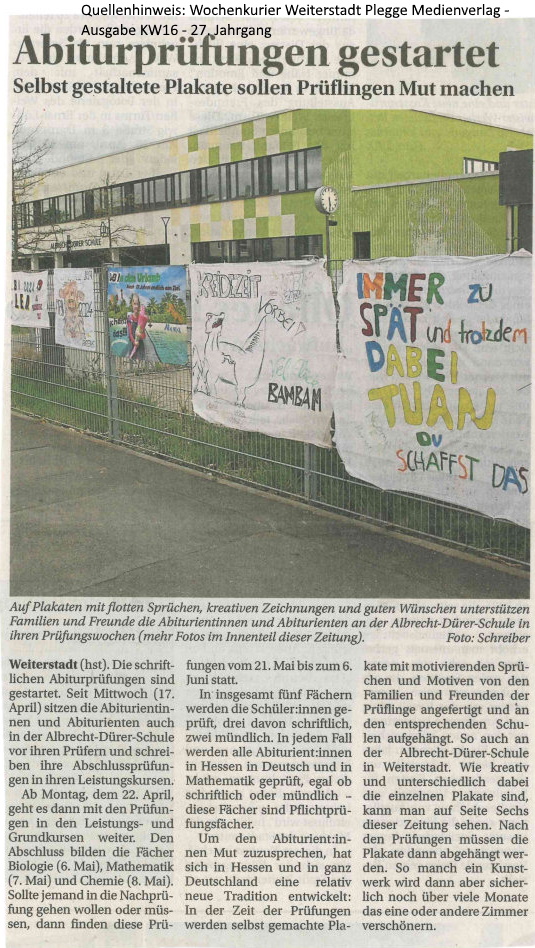 Quellenhinweis: Wochenkurier Weiterstadt Plegge Medienverlag -
Ausgabe KW16 - 27. Jahrgang
Abiturprüfungen gestartet
Selbst gestaltete Plakate sollen Prüflingen Mut machen
ALBRECHT-DÜRER-SCHULE
LEA
2024
KREIDEZEIT
VORBEI
BAMBAM
IMMER ZU
SPÄT und trotzdem
DABEI
TUAN
DU
SCHAFFST DAS
Auf Plakaten mit flotten Sprüchen, kreativen Zeichnungen und guten Wünschen unterstützen
Familien und Freunde die Abiturientinnen und Abiturienten an der Albrecht-Dürer-Schule in
ihren Prüfungswochen (mehr Fotos im Innenteil dieser Zeitung). Foto: Schreiber
Weiterstadt (hst). Die schrift-
lichen Abiturprüfungen sind
gestartet. Seit Mittwoch (17.
April) sitzen die Abiturientin-
nen und Abiturienten auch
in der Albrecht-Dürer-Schule
vor ihren Prüfern und schrei-
ben ihre Abschlussprüfun-
gen in ihren Leistungskursen.
Ab Montag, dem 22. April,
geht es dann mit den Prüfun-
gen in den Leistungs- und
Grundkursen weiter. Den
Abschluss bilden die Fächer
Biologie (6. Mai), Mathematik
(7. Mai) und Chemie (8. Mai).
Sollte jemand in die Nachprü-
fung gehen wollen oder müs-
sen, dann finden diese Prü-
fungen vom 21. Mai bis zum 6.
Juni statt.
In insgesamt fünf Fächern
werden die Schüler:innen ge-
prüft, drei davon schriftlich,
zwei mündlich. In jedem Fall
werden alle Abiturient:innen
in Hessen in Deutsch und in
Mathematik geprüft, egal ob
schriftlich oder mündlich –
diese Fächer sind Pflichtprü-
fungsfächer.
Um den Abiturient:in-
nen Mut zuzusprechen, hat
sich in Hessen und in ganz
Deutschland eine relativ
neue Tradition entwickelt:
In der Zeit der Prüfungen
werden selbst gemachte Pla-
kate mit motivierenden Sprü-
chen und Motiven von den
Familien und Freunden der
Prüflinge angefertigt und an
den entsprechenden Schu-
len aufgehängt. So auch an
der Albrecht-Dürer-Schule
in Weiterstadt. Wie kreativ
und unterschiedlich dabei
die einzelnen Plakate sind,
kann man auf Seite Sechs
dieser Zeitung sehen. Nach
den Prüfungen müssen die
Plakate dann abgehängt wer-
den. So manch ein Kunst-
werk wird dann aber sicher-
lich noch über viele Monate
das eine oder andere Zimmer
verschönern.